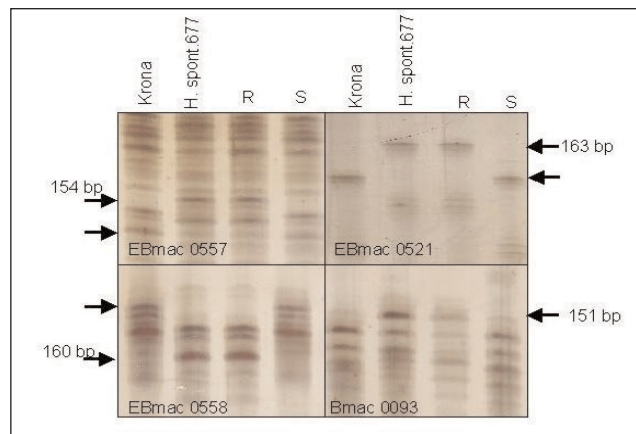 Krona
H. spont.677
R
S
Krona
H. spont.677
R
S
154 bp
163 bp
EBmac 0557
EBmac 0521
160 bp
151 bp
EBmac 0558
Bmac 0093